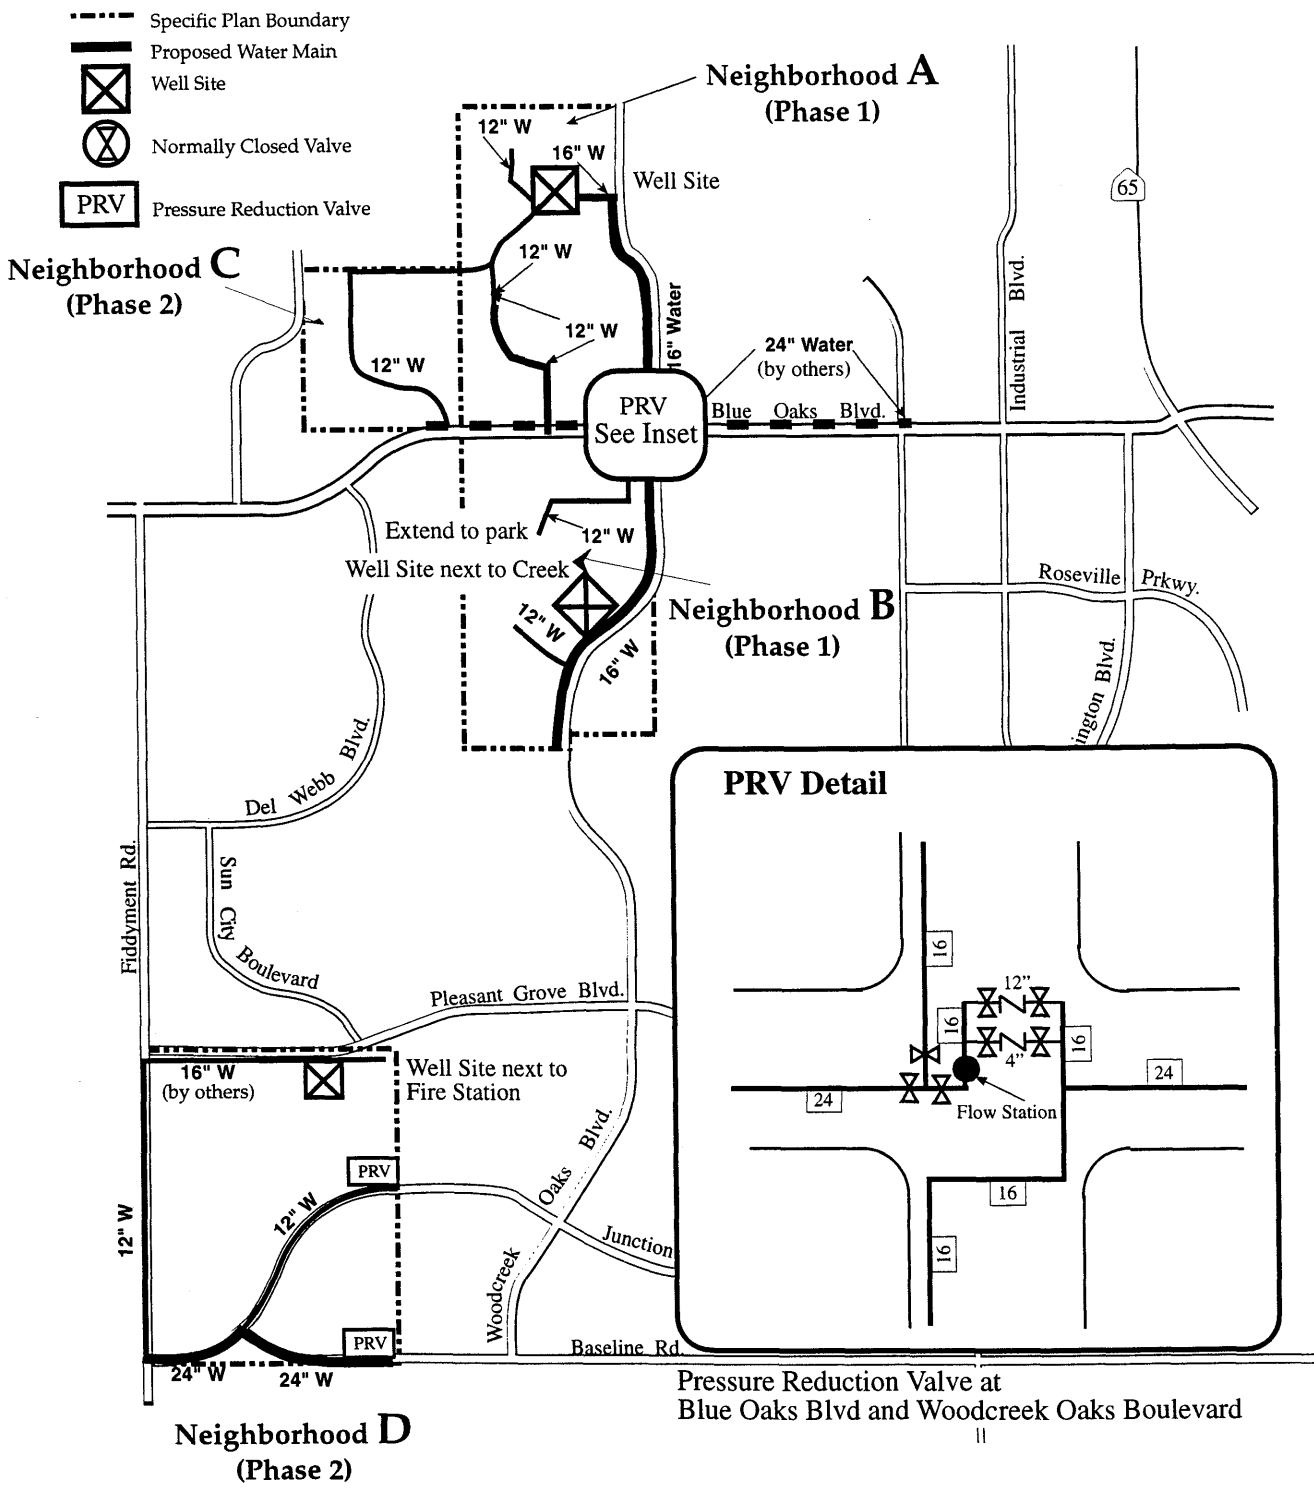 Specific Plan Boundary
Proposed Water Main
Well Site
Normally Closed Valve
PRV
Pressure Reduction Valve
Neighborhood A
(Phase 1)
12" W
16" W
Well Site
65
Neighborhood C
(Phase 2)
12" W
16" Water
12" W
12" W
24" Water
(by others)
Industrial Blvd.
PRV
See Inset
Blue Oaks Blvd.
Extend to park
12" W
Well Site next to Creek
Roseville Prkwy.
Neighborhood B
(Phase 1)
12" W
16" W
ington Blvd.
Del Webb Blvd.
Sun City Boulevard
Fiddyment Rd.
Pleasant Grove Blvd.
16" W
(by others)
Well Site next to
Fire Station
PRV
12" W
12" W
Woodcreek Oaks Blvd.
Junction
PRV
24" W
24" W
Baseline Rd.
Neighborhood D
(Phase 2)
PRV Detail
16
12"
16
16
4"
24
24
Flow Station
16
16
Pressure Reduction Valve at
Blue Oaks Blvd and Woodcreek Oaks Boulevard